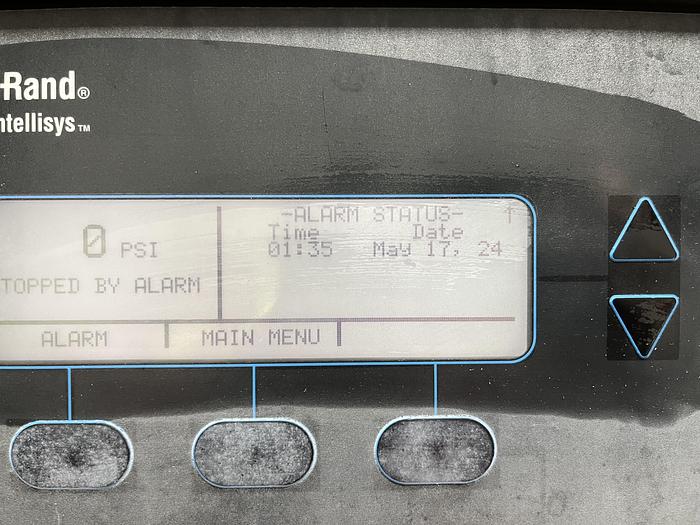 -Rand®
ntellisys™
-ALARM STATUS- ↑
Time Date
0 PSI
01:35 May 17, 24
TOPPED BY ALARM
ALARM MAIN MENU